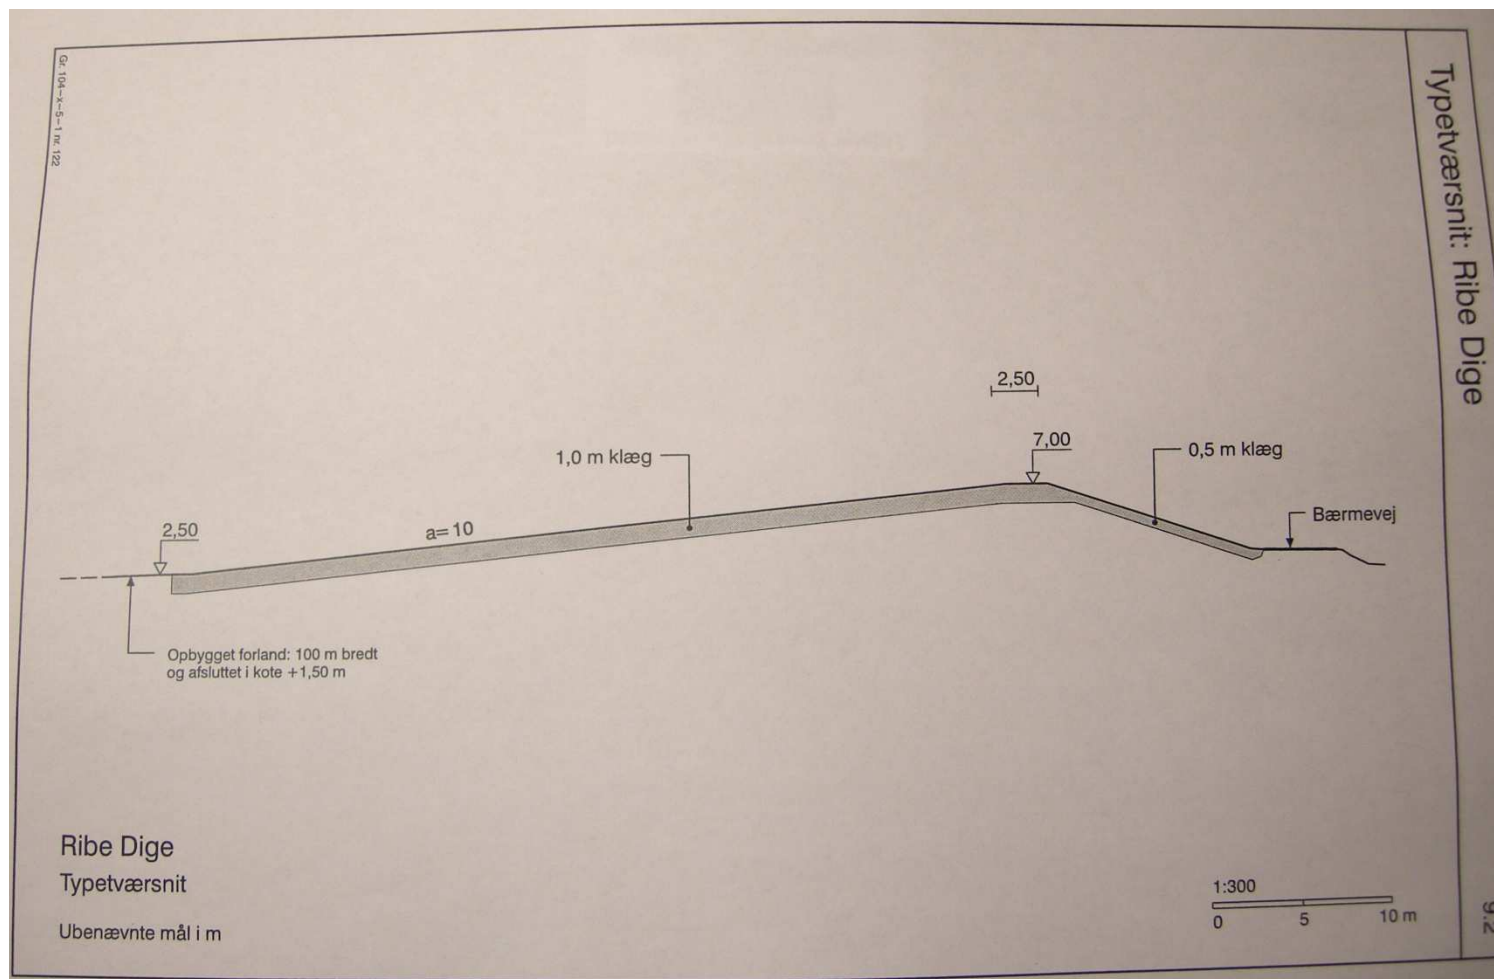 Gr. 104-x-5-1 nr. 122
Typetværsnit: Ribe Dige
2,50
7,00
1,0 m klæg
0,5 m klæg
Bærmevej
2,50
a=10
Opbygget forland: 100 m bredt
og afsluttet i kote +1,50 m
Ribe Dige
Typetværsnit
Ubenævnte mål i m
1:300
0 5 10 m
9.2